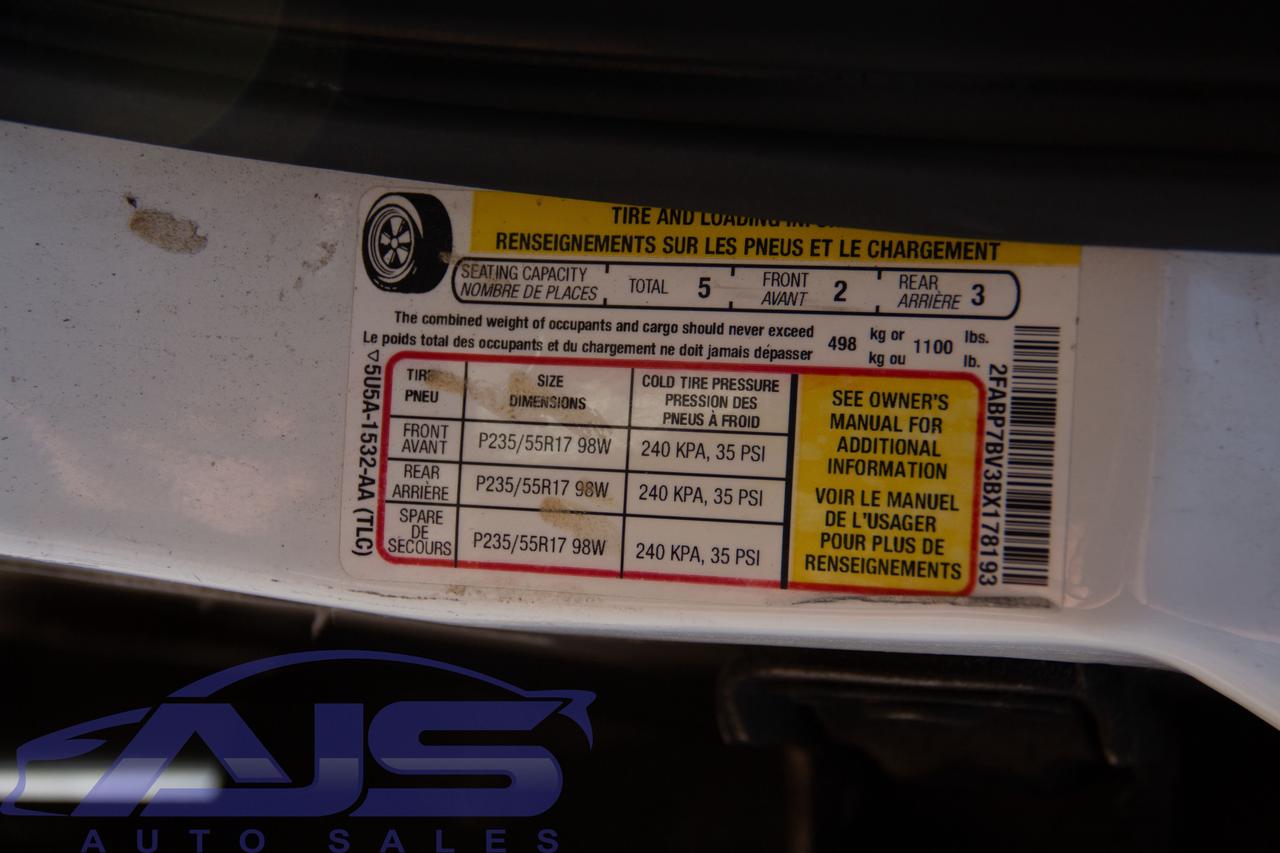 TIRE AND LOADING
RENSEIGNEMENTS SUR LES PNEUS ET LE CHARGEMENT
SEATING CAPACITY TOTAL 5 FRONT 2 REAR 3
NOMBRE DE PLACES AVANT ARRIÈRE
The combined weight of occupants and cargo should never exceed 498 kg or 1100 lbs.
Le poids total des occupants et du chargement ne doit jamais dépasser kg ou lb.
TIRE SIZE COLD TIRE PRESSURE
PNEU DIMENSIONS PRESSION DES
PNEUS À FROID
FRONT
AVANT P235/55R17 98W 240 KPA, 35 PSI
REAR
ARRIÈRE P235/55R17 98W 240 KPA, 35 PSI
SPARE
DE
SECOURS P235/55R17 98W 240 KPA, 35 PSI
SEE OWNER'S
MANUAL FOR
ADDITIONAL
INFORMATION
VOIR LE MANUEL
DE L'USAGER
POUR PLUS DE
RENSEIGNEMENTS
5U5A-1532-AA (TLC)
2FABP7BV3BX178193
AJS
AUTO SALES